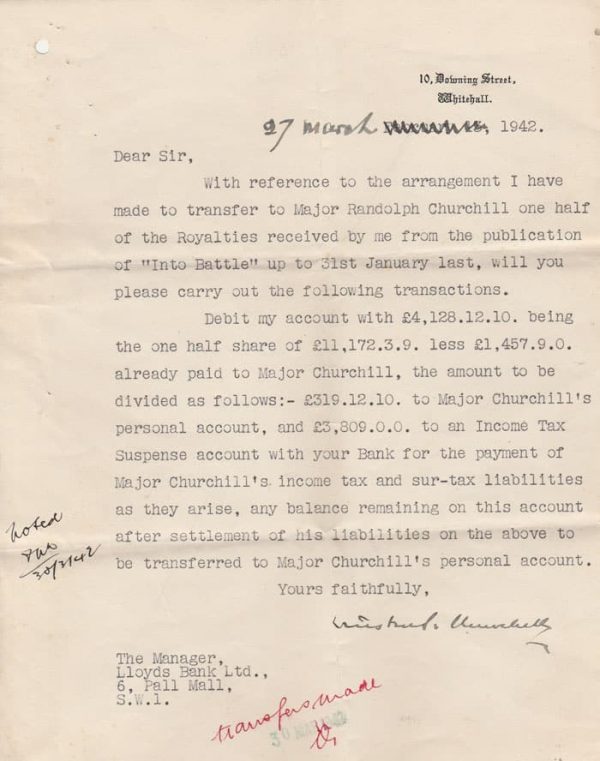 10, Downing Street,
Whitehall.
27 March 1942.
Dear Sir,
With reference to the arrangement I have
made to transfer to Major Randolph Churchill one half
of the Royalties received by me from the publication
of "Into Battle" up to 31st January last, will you
please carry out the following transactions.
Debit my account with £4,128.12.10. being
the one half share of £11,172.3.9. less £1,457.9.0.
already paid to Major Churchill, the amount to be
divided as follows:- £319.12.10. to Major Churchill's
personal account, and £3,809.0.0. to an Income Tax
Suspense account with your Bank for the payment of
Major Churchill's income tax and sur-tax liabilities
as they arise, any balance remaining on this account
after settlement of his liabilities on the above to
be transferred to Major Churchill's personal account.
Yours faithfully,
Winston S. Churchill
noted
30/3/42
The Manager,
Lloyds Bank Ltd.,
6, Pall Mall,
S.W.1.
transfers made
30 MAR 1942